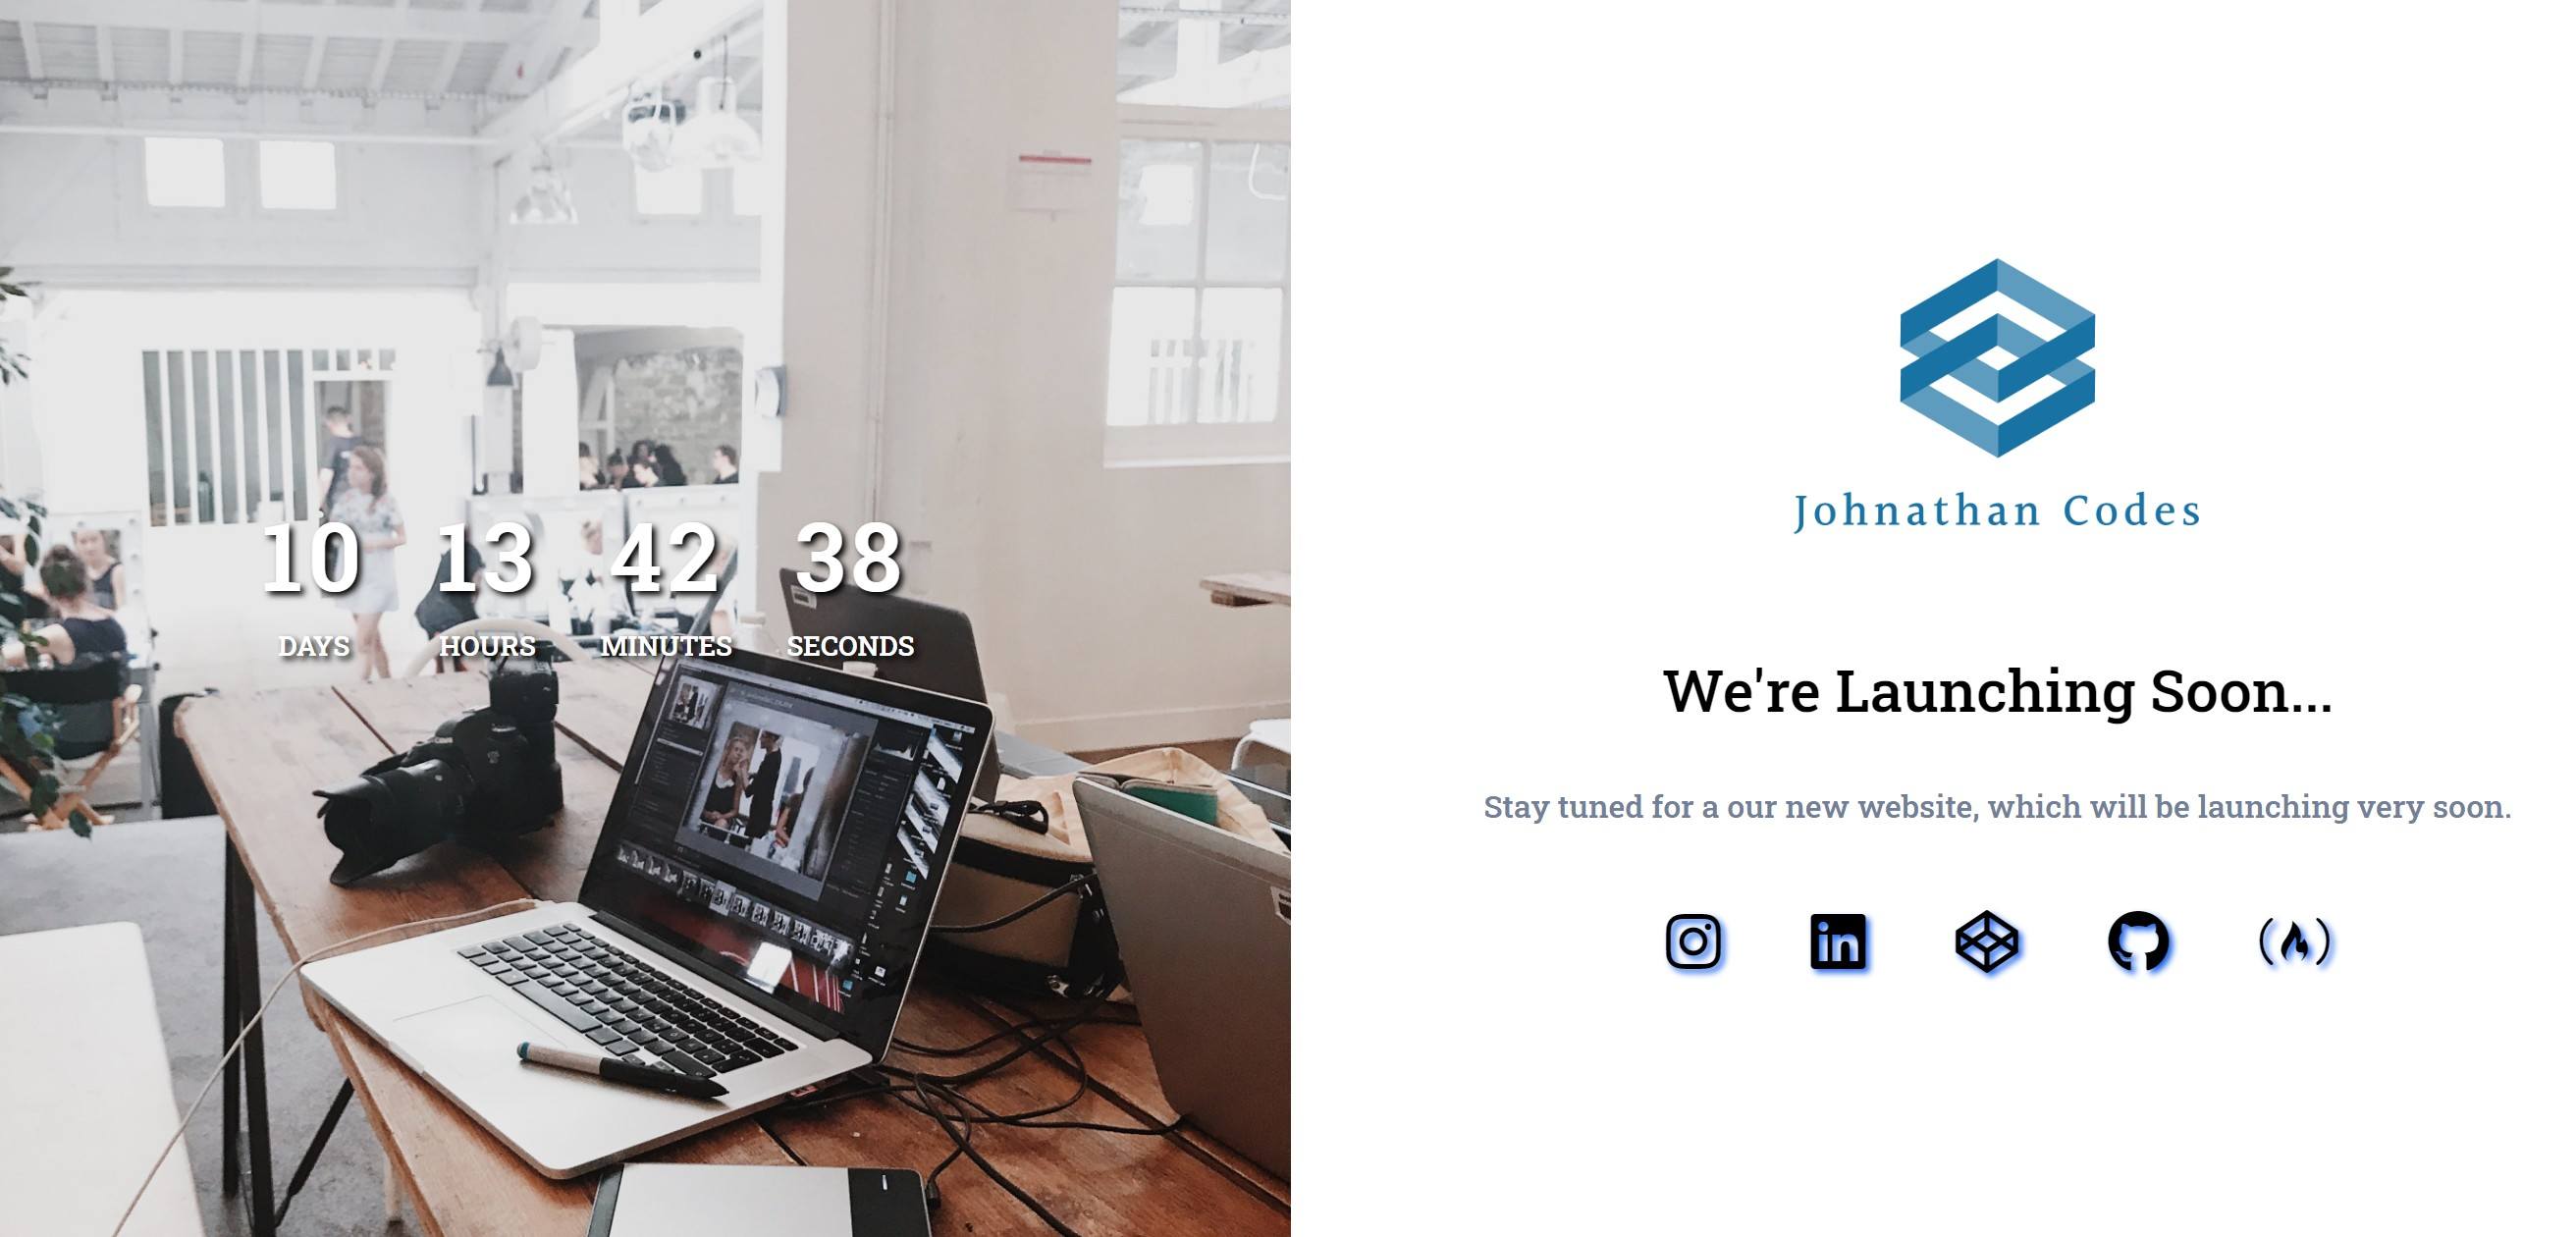 10 13 42 38
DAYS HOURS MINUTES SECONDS
Johnathan Codes
We're Launching Soon...
Stay tuned for a our new website, which will be launching very soon.
in